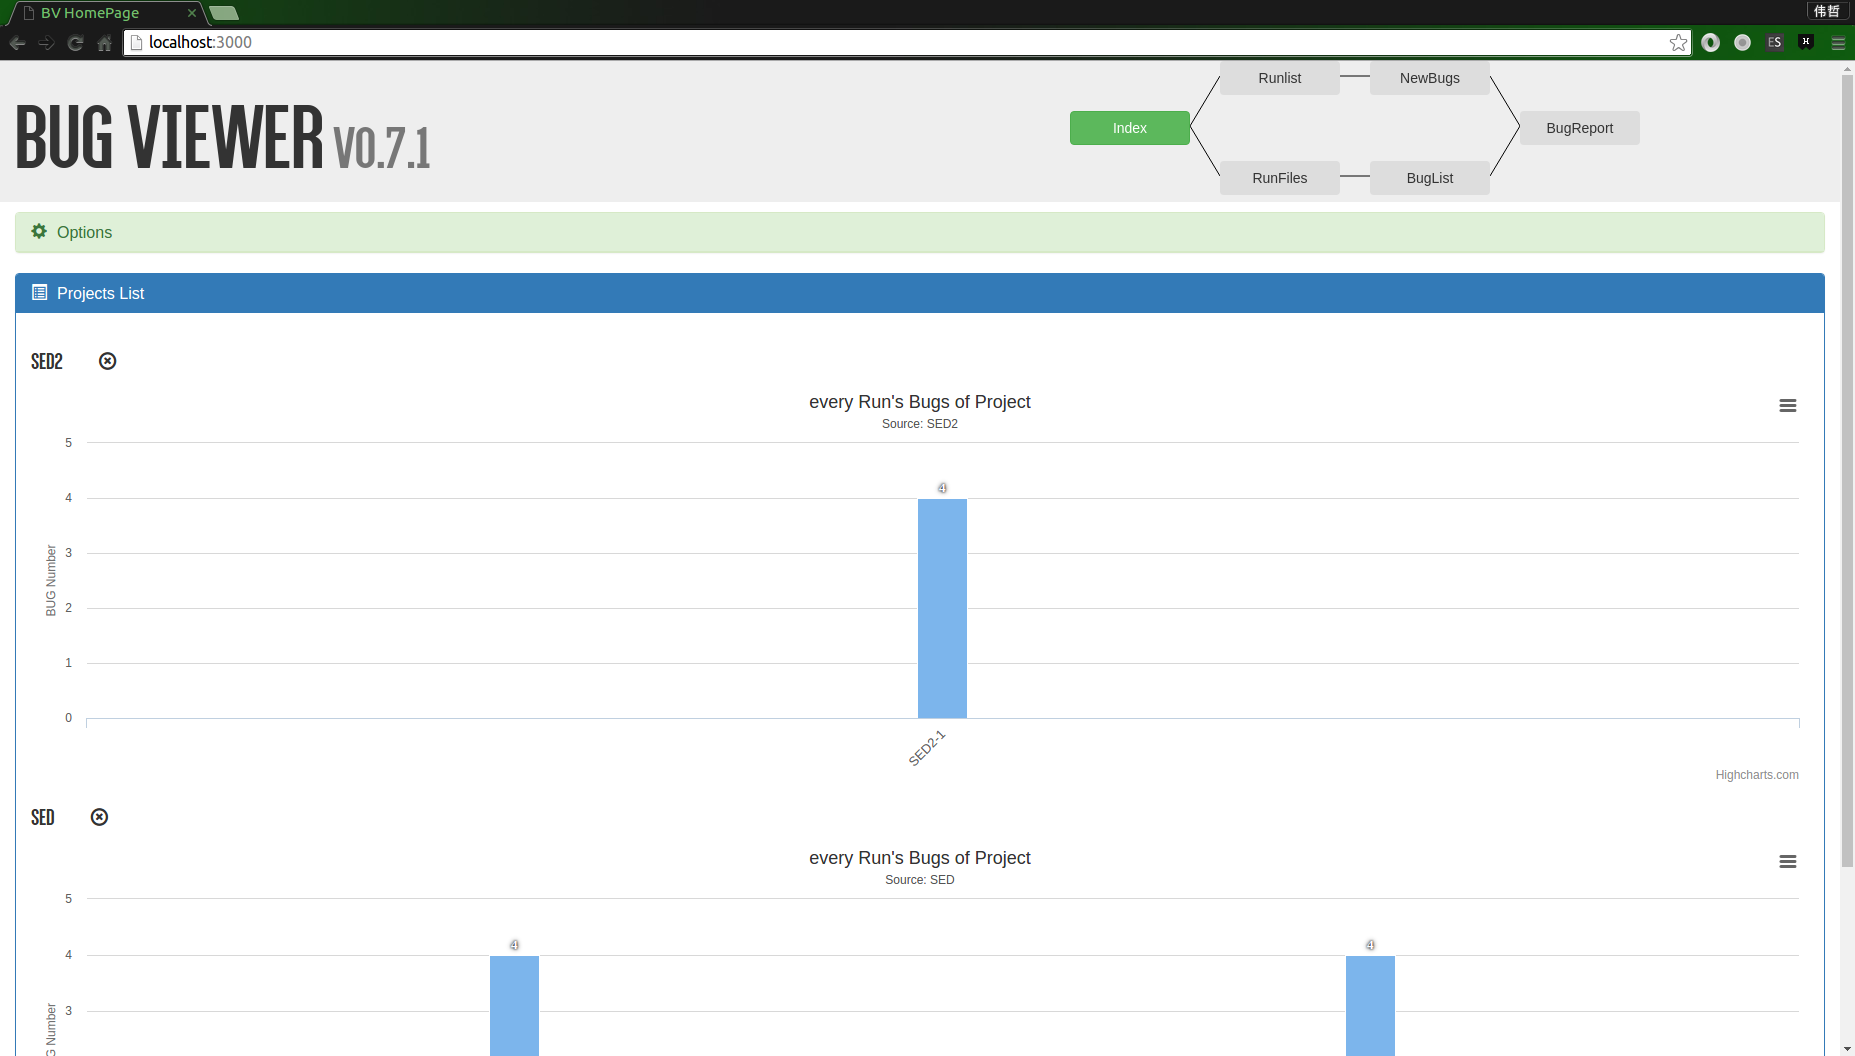 BV HomePage
伟哲
localhost:3000
ES
BUG VIEWER V0.7.1
Runlist
NewBugs
Index
BugReport
RunFiles
BugList
Options
Projects List
SED2
every Run's Bugs of Project
Source: SED2
5
4
4
3
2
1
0
BUG Number
SED2-1
Highcharts.com
SED
every Run's Bugs of Project
Source: SED
5
4
4
4
3
G Number